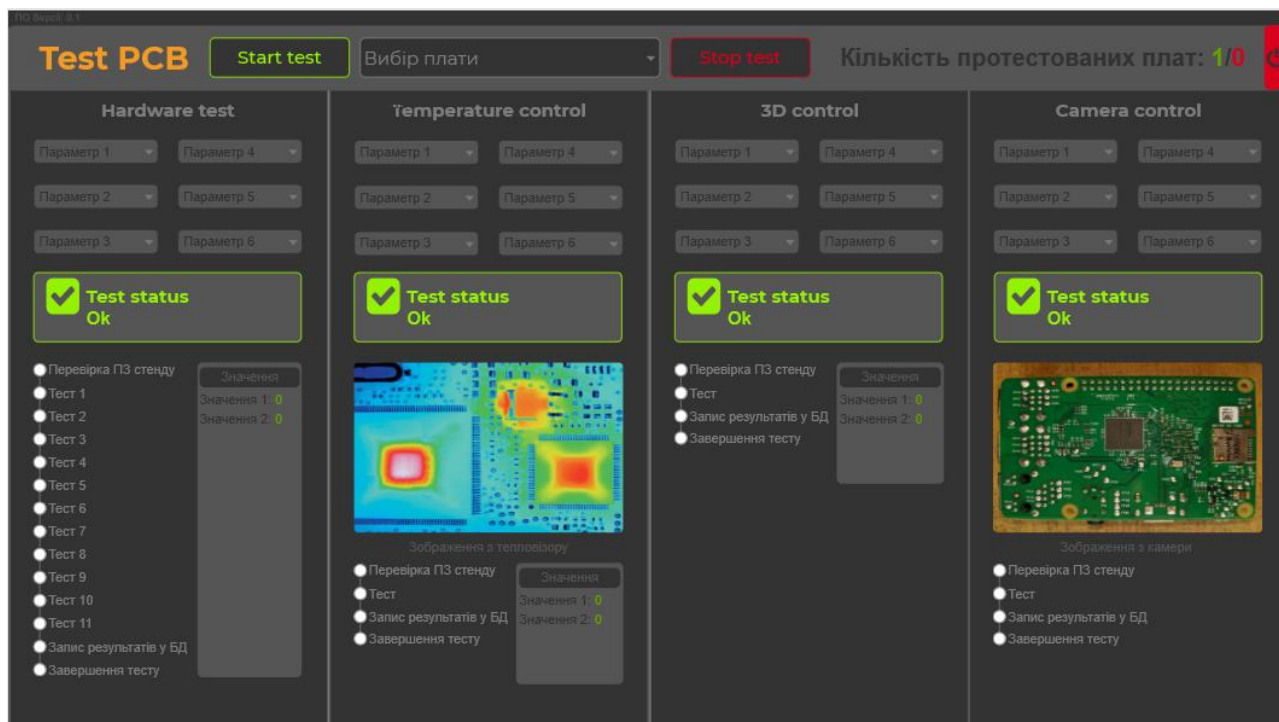 ПО Версії: 0.1
Test PCB
Start test
Вибір плати
Stop test
Кількість протестованих плат: 1/0
Hardware test
Параметр 1
Параметр 4
Параметр 2
Параметр 5
Параметр 3
Параметр 6
Test status
Ok
Перевірка ПЗ стенду
Тест 1
Тест 2
Тест 3
Тест 4
Тест 5
Тест 6
Тест 7
Тест 8
Тест 9
Тест 10
Тест 11
Запис результатів у БД
Завершення тесту
Значення
Значення 1: 0
Значення 2: 0
Temperature control
Параметр 1
Параметр 4
Параметр 2
Параметр 5
Параметр 3
Параметр 6
Test status
Ok
Зображення з тепловізору
Перевірка ПЗ стенду
Тест
Запис результатів у БД
Завершення тесту
Значення
Значення 1: 0
Значення 2: 0
3D control
Параметр 1
Параметр 4
Параметр 2
Параметр 5
Параметр 3
Параметр 6
Test status
Ok
Перевірка ПЗ стенду
Тест
Запис результатів у БД
Завершення тесту
Значення
Значення 1: 0
Значення 2: 0
Camera control
Параметр 1
Параметр 4
Параметр 2
Параметр 5
Параметр 3
Параметр 6
Test status
Ok
Зображення з камери
Перевірка ПЗ стенду
Тест
Запис результатів у БД
Завершення тесту